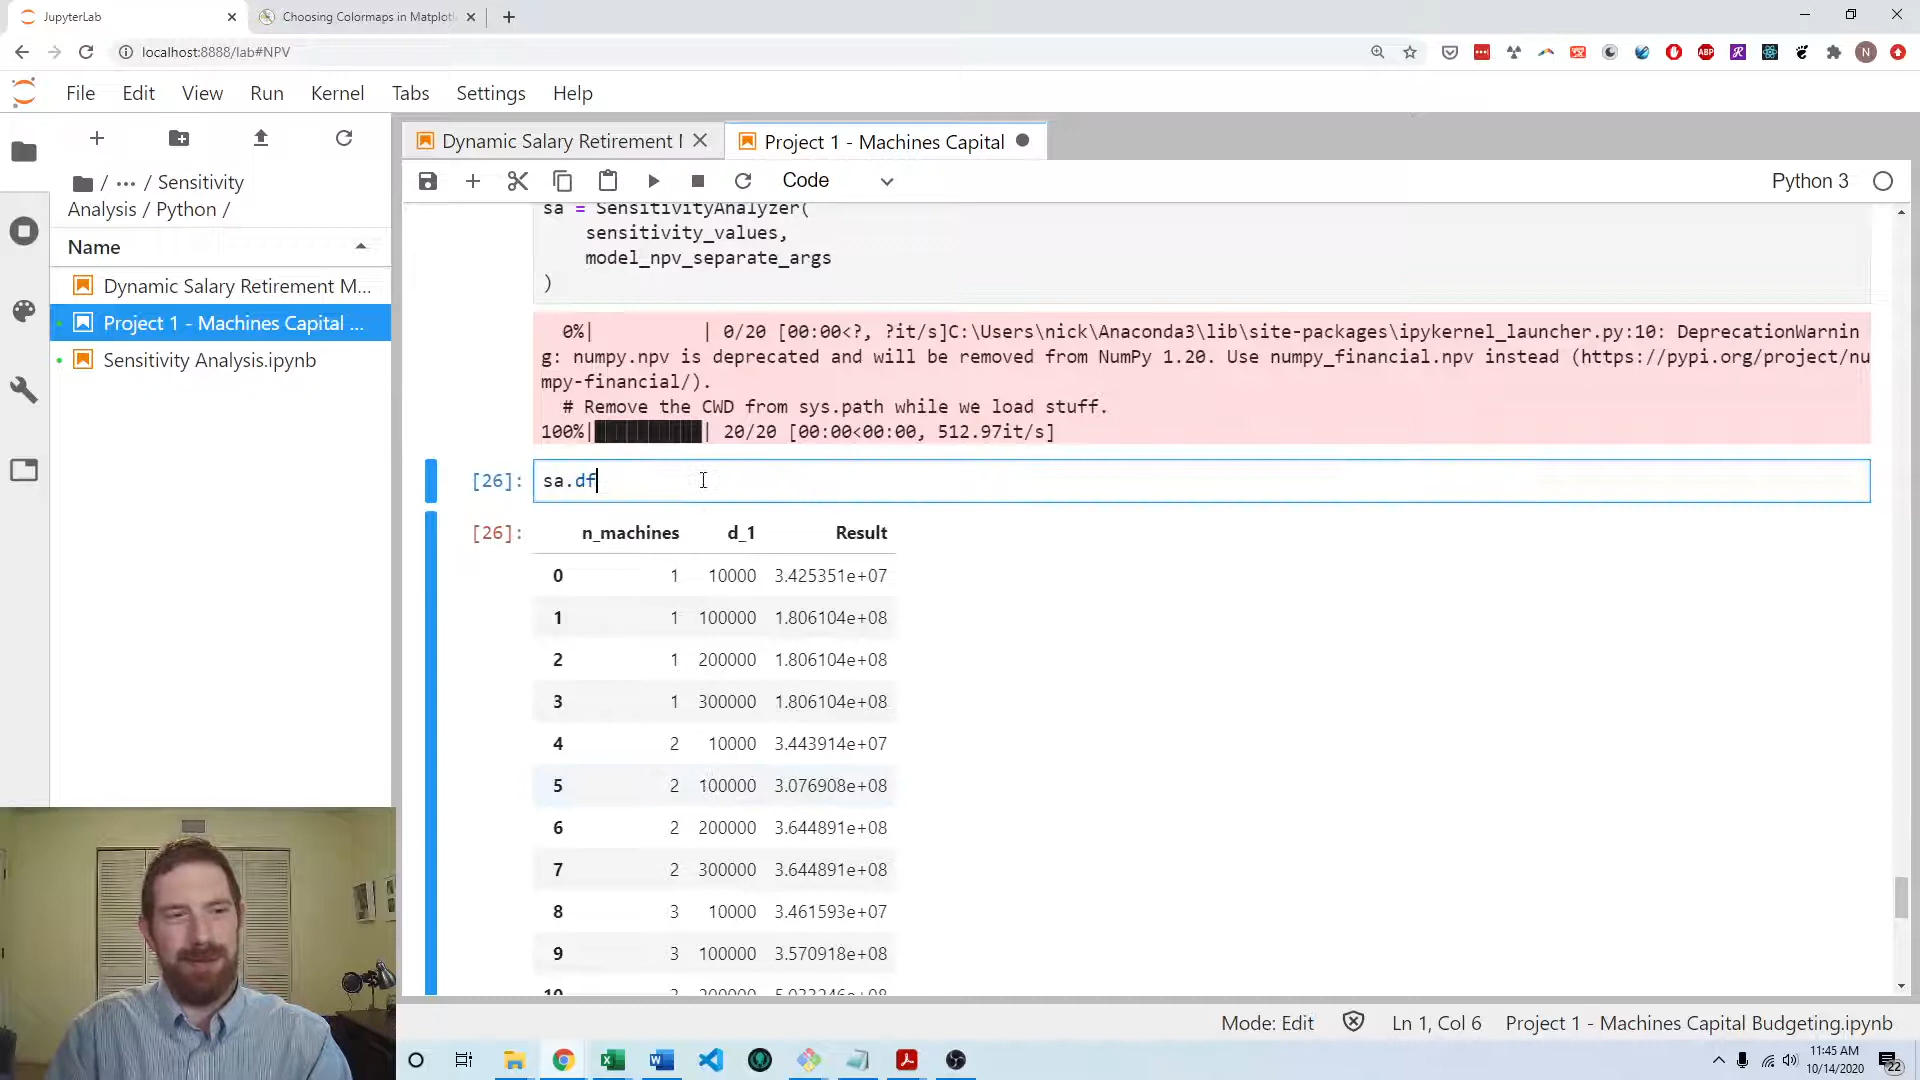 JupyterLab
Choosing Colormaps in Matplotl
localhost:8888/lab#NPV
ABP
R
N
File Edit View Run Kernel Tabs Settings Help
Dynamic Salary Retirement M
Project 1 - Machines Capital
/ ··· / Sensitivity
Analysis / Python /
Code
Python 3
Name
Dynamic Salary Retirement M...
Project 1 - Machines Capital ...
Sensitivity Analysis.ipynb
sa = SensitivityAnalyzer(
sensitivity_values,
model_npv_separate_args
)
0%| | 0/20 [00:00<?, ?it/s]C:\Users\nick\Anaconda3\lib\site-packages\ipykernel_launcher.py:10: DeprecationWarnin
g: numpy.npv is deprecated and will be removed from NumPy 1.20. Use numpy_financial.npv instead (https://pypi.org/project/nu
mpy-financial/).
# Remove the CWD from sys.path while we load stuff.
100%|██████████| 20/20 [00:00<00:00, 512.97it/s]
[26]: sa.df
[26]: n_machines d_1 Result
0 1 10000 3.425351e+07
1 1 100000 1.806104e+08
2 1 200000 1.806104e+08
3 1 300000 1.806104e+08
4 2 10000 3.443914e+07
5 2 100000 3.076908e+08
6 2 200000 3.644891e+08
7 2 300000 3.644891e+08
8 3 10000 3.461593e+07
9 3 100000 3.570918e+08
10 3 200000 5.033246e+08
Mode: Edit Ln 1, Col 6 Project 1 - Machines Capital Budgeting.ipynb
11:45 AM
10/14/2020
22